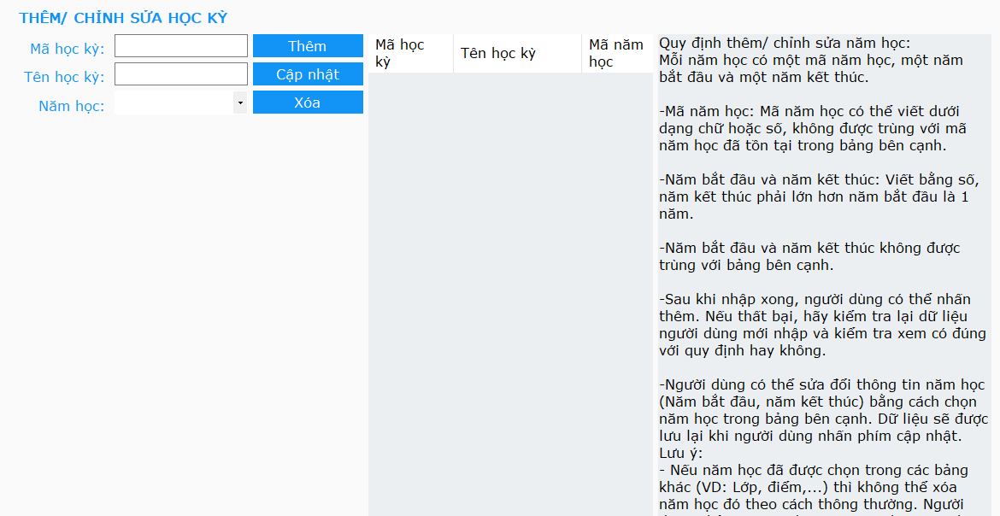 THÊM/ CHỈNH SỬA HỌC KỲ
Mã học kỳ:
Thêm
Tên học kỳ:
Cập nhật
Năm học:
Xóa
Mã học
kỳ
Tên học kỳ
Mã năm
học
Quy định thêm/ chỉnh sửa năm học:
Mỗi năm học có một mã năm học, một năm
bắt đầu và một năm kết thúc.
-Mã năm học: Mã năm học có thể viết dưới
dạng chữ hoặc số, không được trùng với mã
năm học đã tồn tại trong bảng bên cạnh.
-Năm bắt đầu và năm kết thúc: Viết bằng số,
năm kết thúc phải lớn hơn năm bắt đầu là 1
năm.
-Năm bắt đầu và năm kết thúc không được
trùng với bảng bên cạnh.
-Sau khi nhập xong, người dùng có thể nhấn
thêm. Nếu thất bại, hãy kiểm tra lại dữ liệu
người dùng mới nhập và kiểm tra xem có đúng
với quy định hay không.
-Người dùng có thể sửa đổi thông tin năm học
(Năm bắt đầu, năm kết thúc) bằng cách chọn
năm học trong bảng bên cạnh. Dữ liệu sẽ được
lưu lại khi người dùng nhấn phím cập nhật.
Lưu ý:
- Nếu năm học đã được chọn trong các bảng
khác (VD: Lớp, điểm,...) thì không thể xóa
năm học đó theo cách thông thường. Người